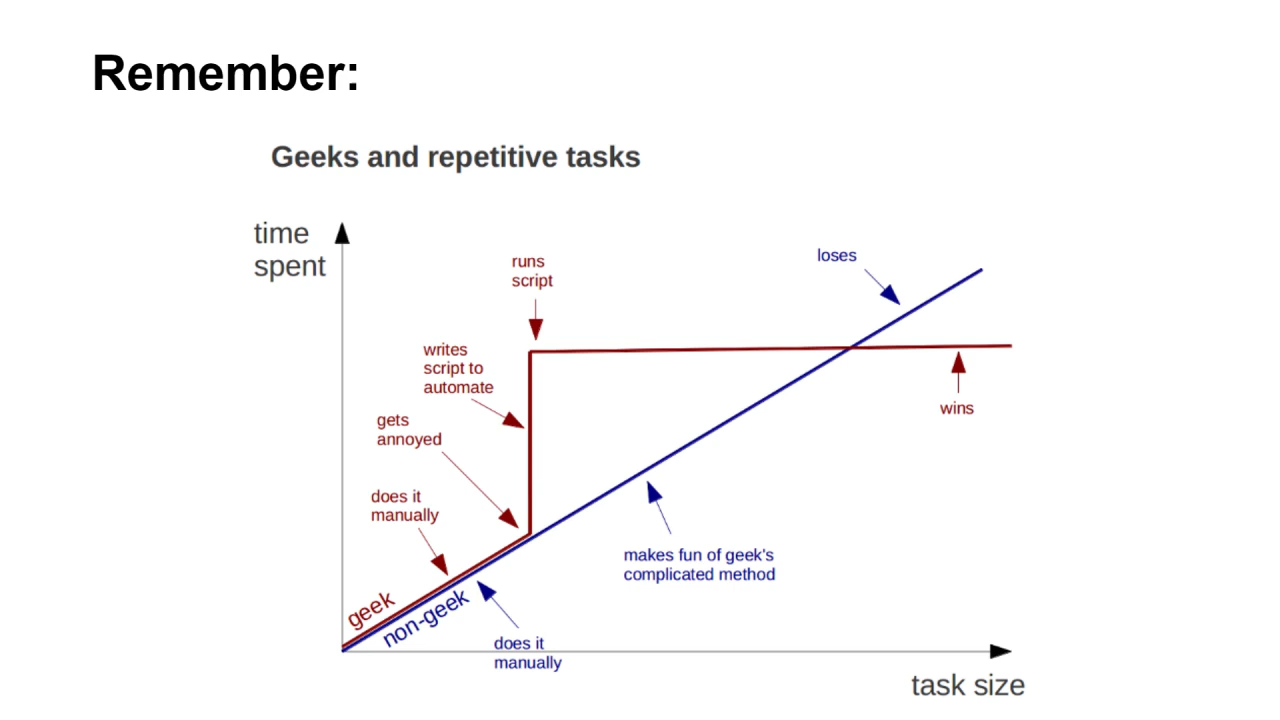 Remember:
Geeks and repetitive tasks
time
spent
runs
script
loses
writes
script to
automate
wins
gets
annoyed
does it
manually
makes fun of geek's
complicated method
geek
non-geek
does it
manually
task size